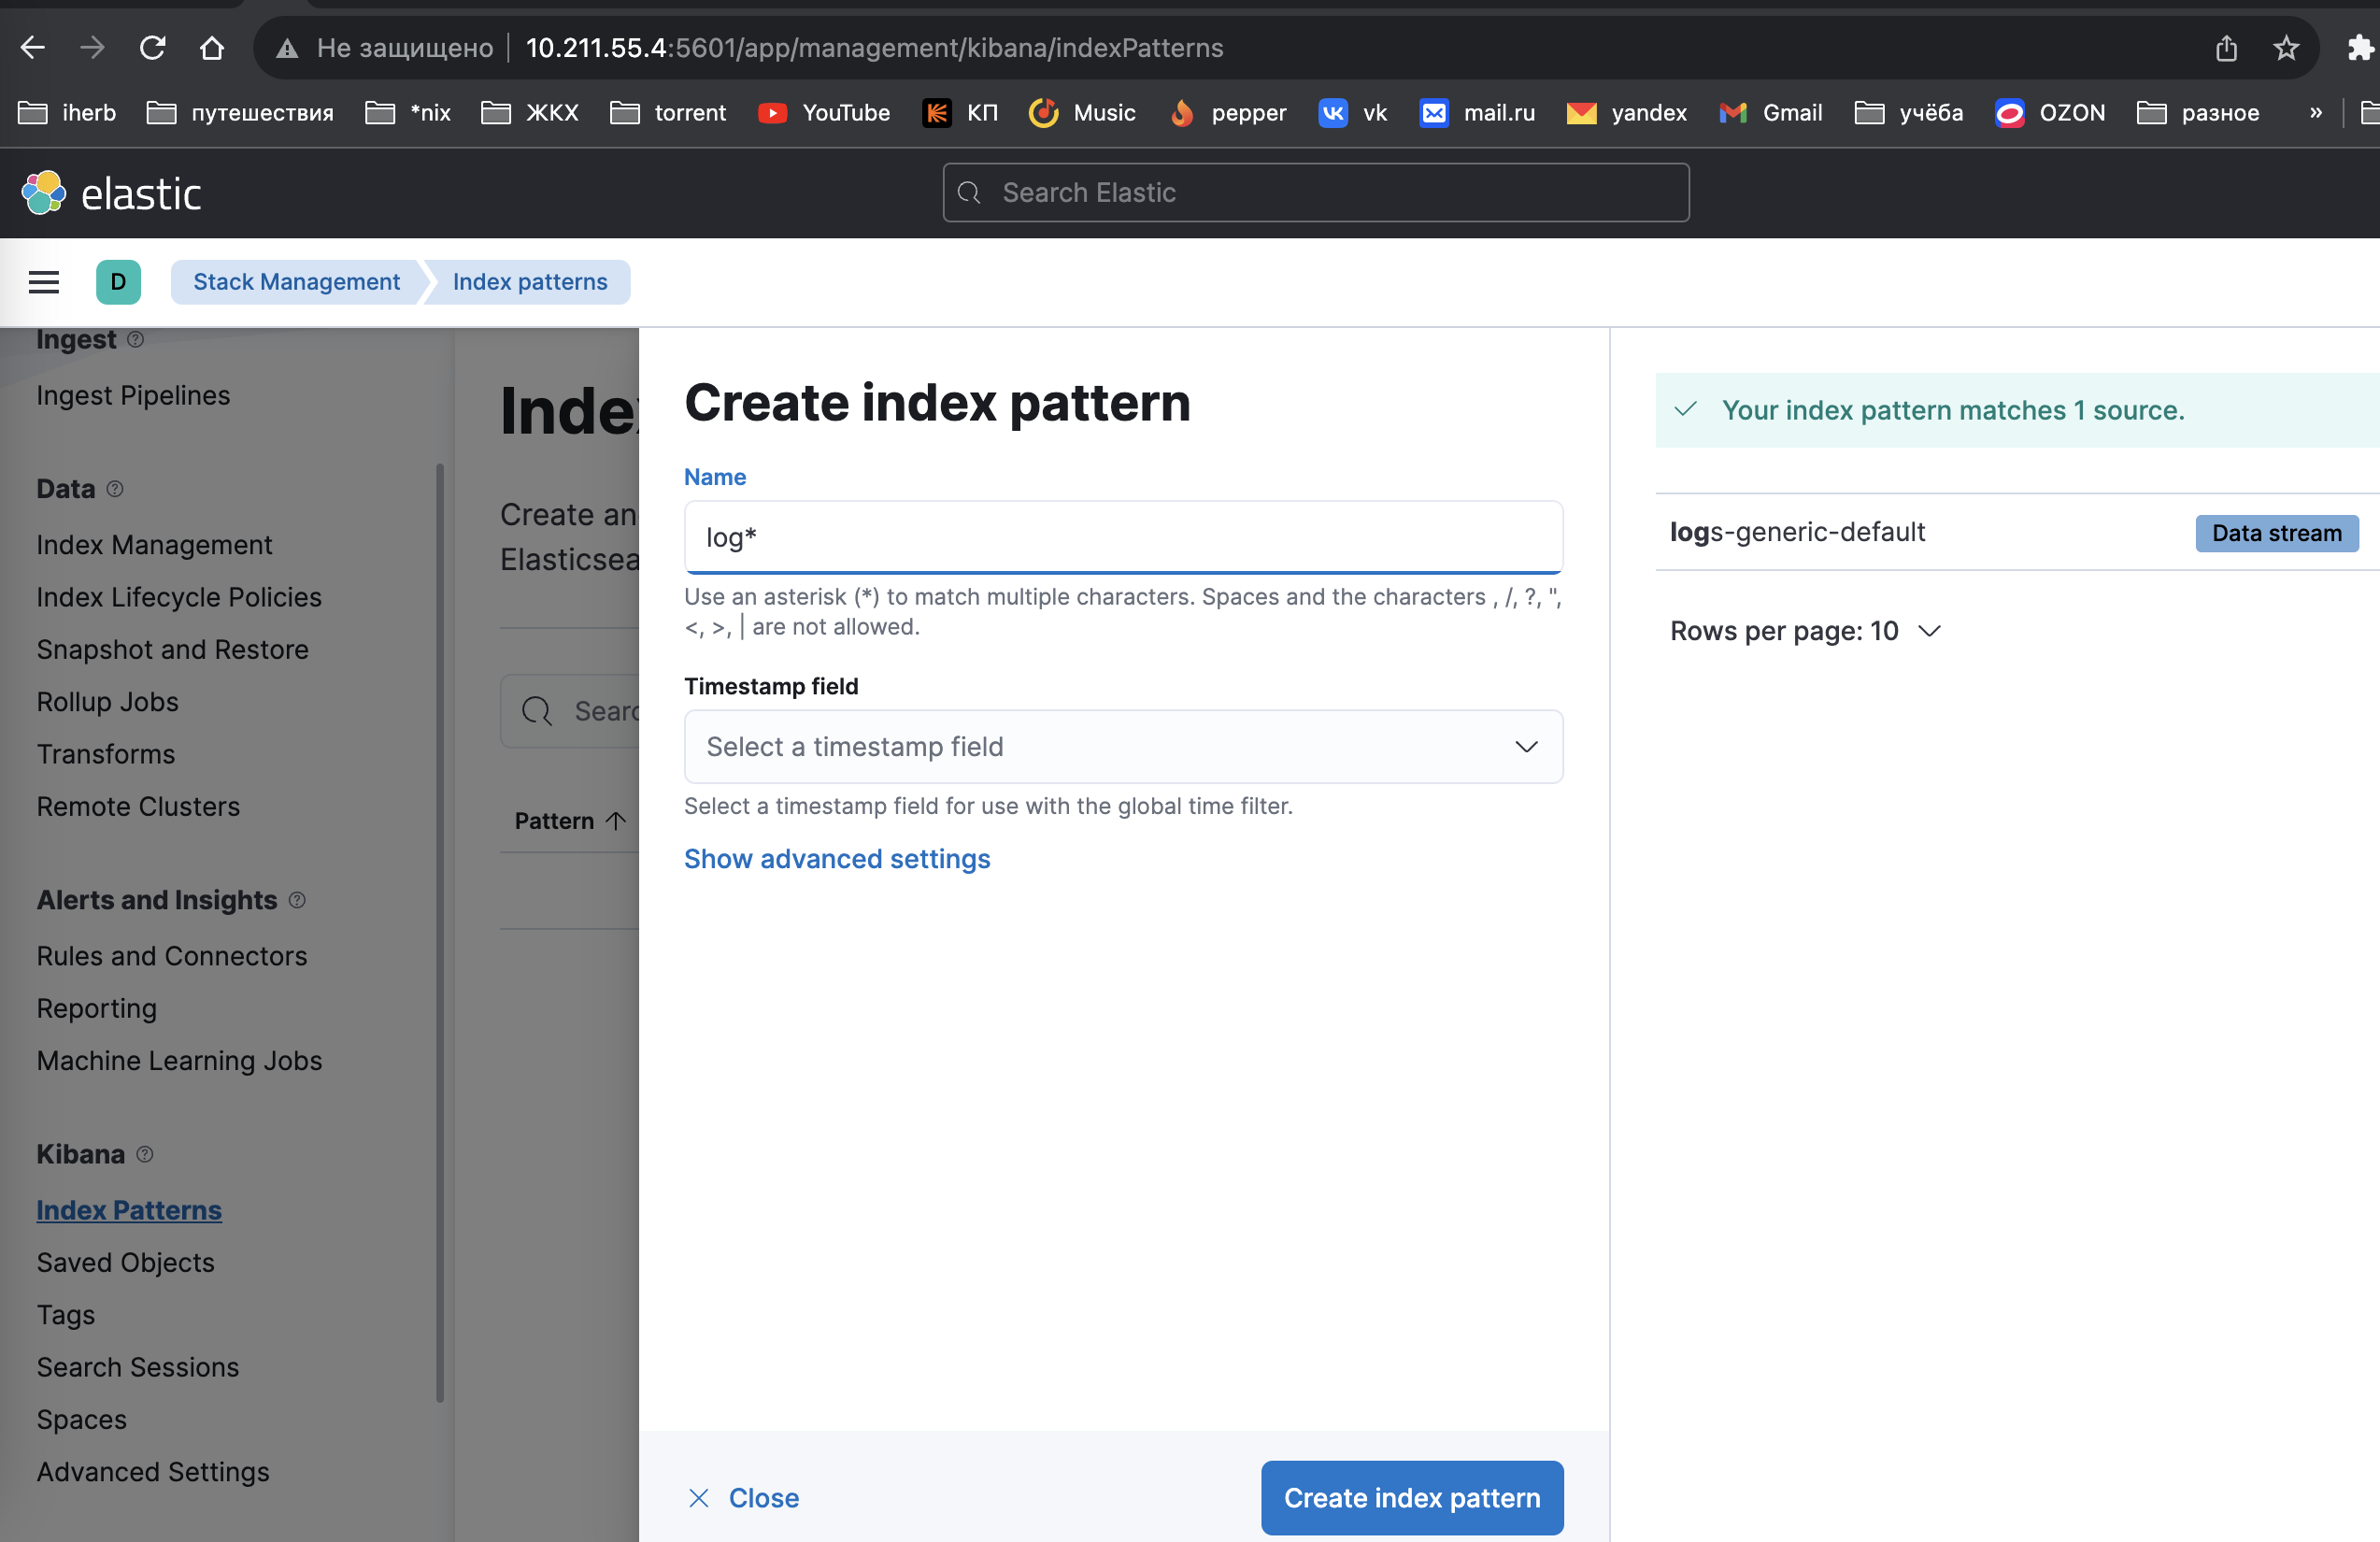 Не защищено 10.211.55.4:5601/app/management/kibana/indexPatterns
iherb путешествия *nix ЖКХ torrent YouTube КП Music pepper vk mail.ru yandex Gmail учёба OZON разное »
elastic Search Elastic
D Stack Management Index patterns
Ingest
Ingest Pipelines
Data
Index Management
Index Lifecycle Policies
Snapshot and Restore
Rollup Jobs
Transforms
Remote Clusters
Alerts and Insights
Rules and Connectors
Reporting
Machine Learning Jobs
Kibana
Index Patterns
Saved Objects
Tags
Search Sessions
Spaces
Advanced Settings
Create an
Pattern
Create index pattern
Name
log*
Use an asterisk (*) to match multiple characters. Spaces and the characters , /, ?, ",
<, >, | are not allowed.
Timestamp field
Select a timestamp field
Select a timestamp field for use with the global time filter.
Show advanced settings
Close Create index pattern
Your index pattern matches 1 source.
logs-generic-default Data stream
Rows per page: 10